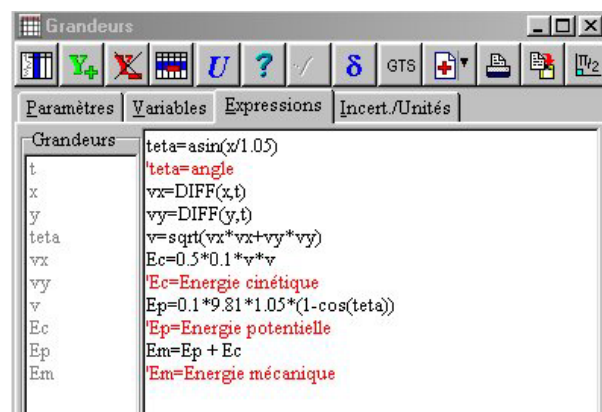 Grandeurs
U ? δ GTS π/2
Paramètres Variables Expressions Incert./Unités
Grandeurs
t
x
y
teta
vx
vy
v
Ec
Ep
Em
teta=asin(x/1.05)
'teta=angle
vx=DIFF(x,t)
vy=DIFF(y,t)
v=sqrt(vx*vx+vy*vy)
Ec=0.5*0.1*v*v
'Ec=Energie cinétique
Ep=0.1*9.81*1.05*(1-cos(teta))
'Ep=Energie potentielle
Em=Ep + Ec
'Em=Energie mécanique